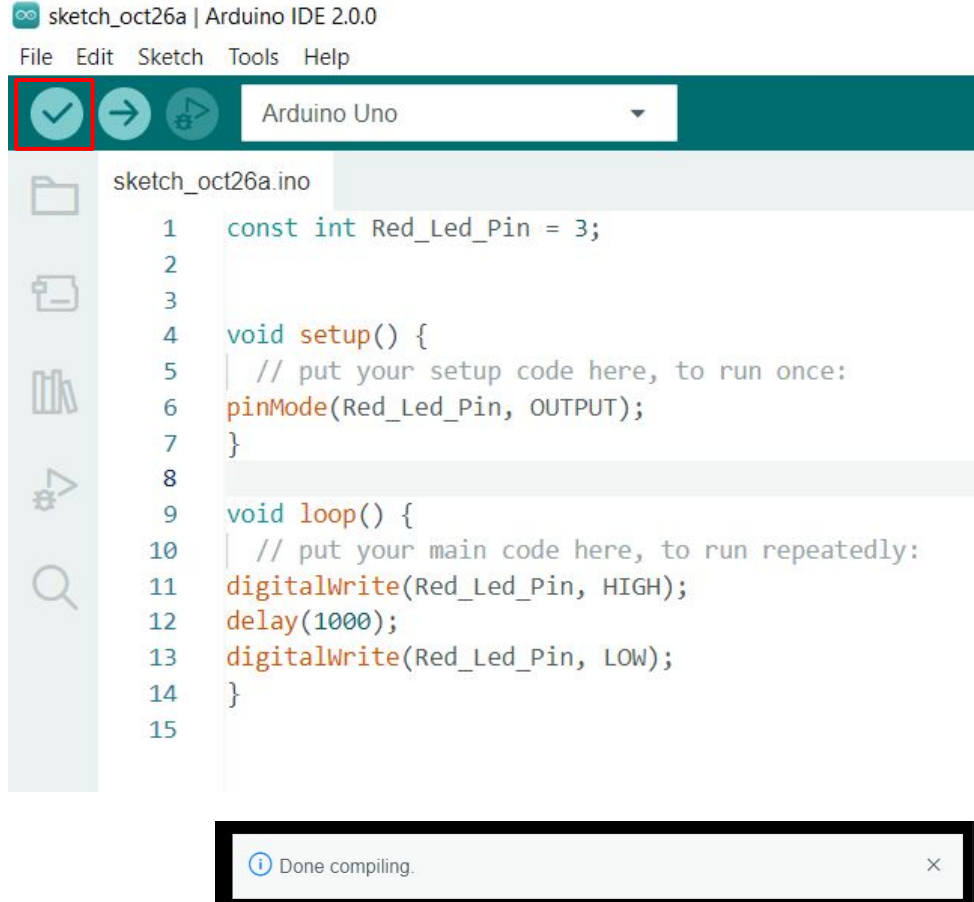 sketch_oct26a | Arduino IDE 2.0.0
File Edit Sketch Tools Help
Arduino Uno
sketch_oct26a.ino
1 const int Red_Led_Pin = 3;
2
3
4 void setup() {
5 // put your setup code here, to run once:
6 pinMode(Red_Led_Pin, OUTPUT);
7 }
8
9 void loop() {
10 // put your main code here, to run repeatedly:
11 digitalWrite(Red_Led_Pin, HIGH);
12 delay(1000);
13 digitalWrite(Red_Led_Pin, LOW);
14 }
15
Done compiling.